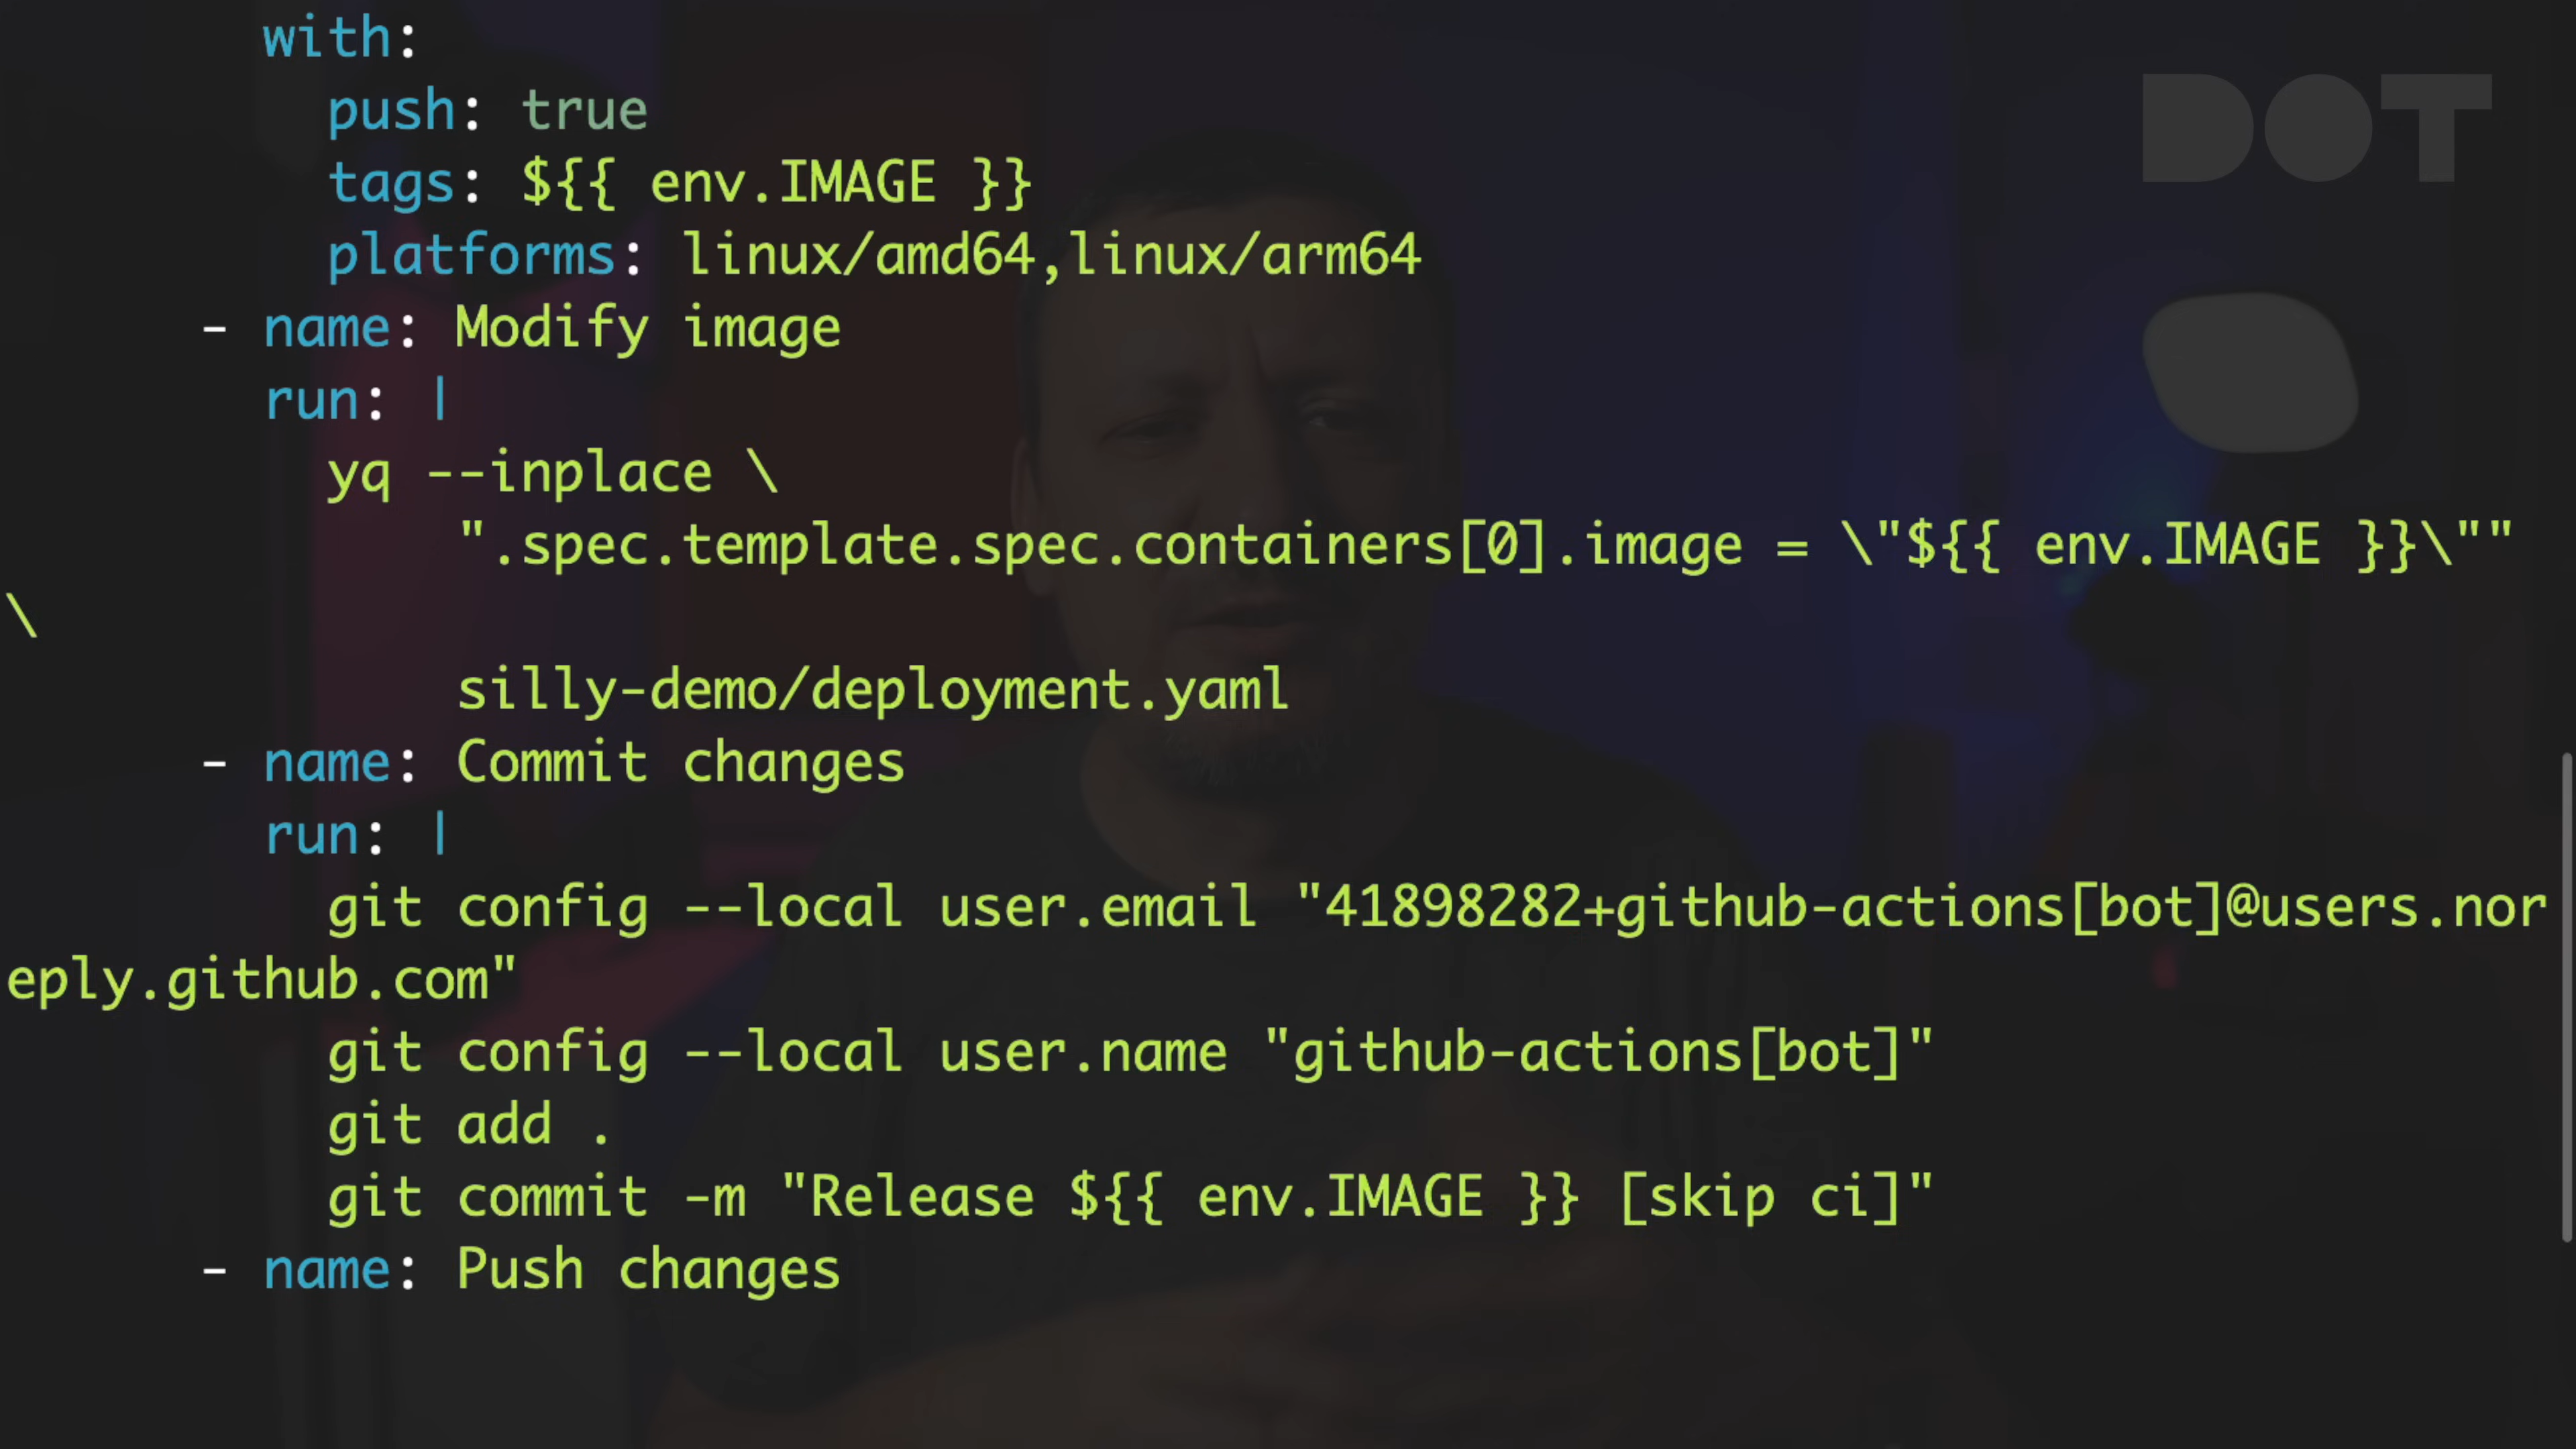 with:
push: true
tags: ${{ env.IMAGE }}
platforms: linux/amd64,linux/arm64
- name: Modify image
run: |
yq --inplace \
".spec.template.spec.containers[0].image = \"${{ env.IMAGE }}\""
\
silly-demo/deployment.yaml
- name: Commit changes
run: |
git config --local user.email "41898282+github-actions[bot]@users.nor
eply.github.com"
git config --local user.name "github-actions[bot]"
git add .
git commit -m "Release ${{ env.IMAGE }} [skip ci]"
- name: Push changes
DOT